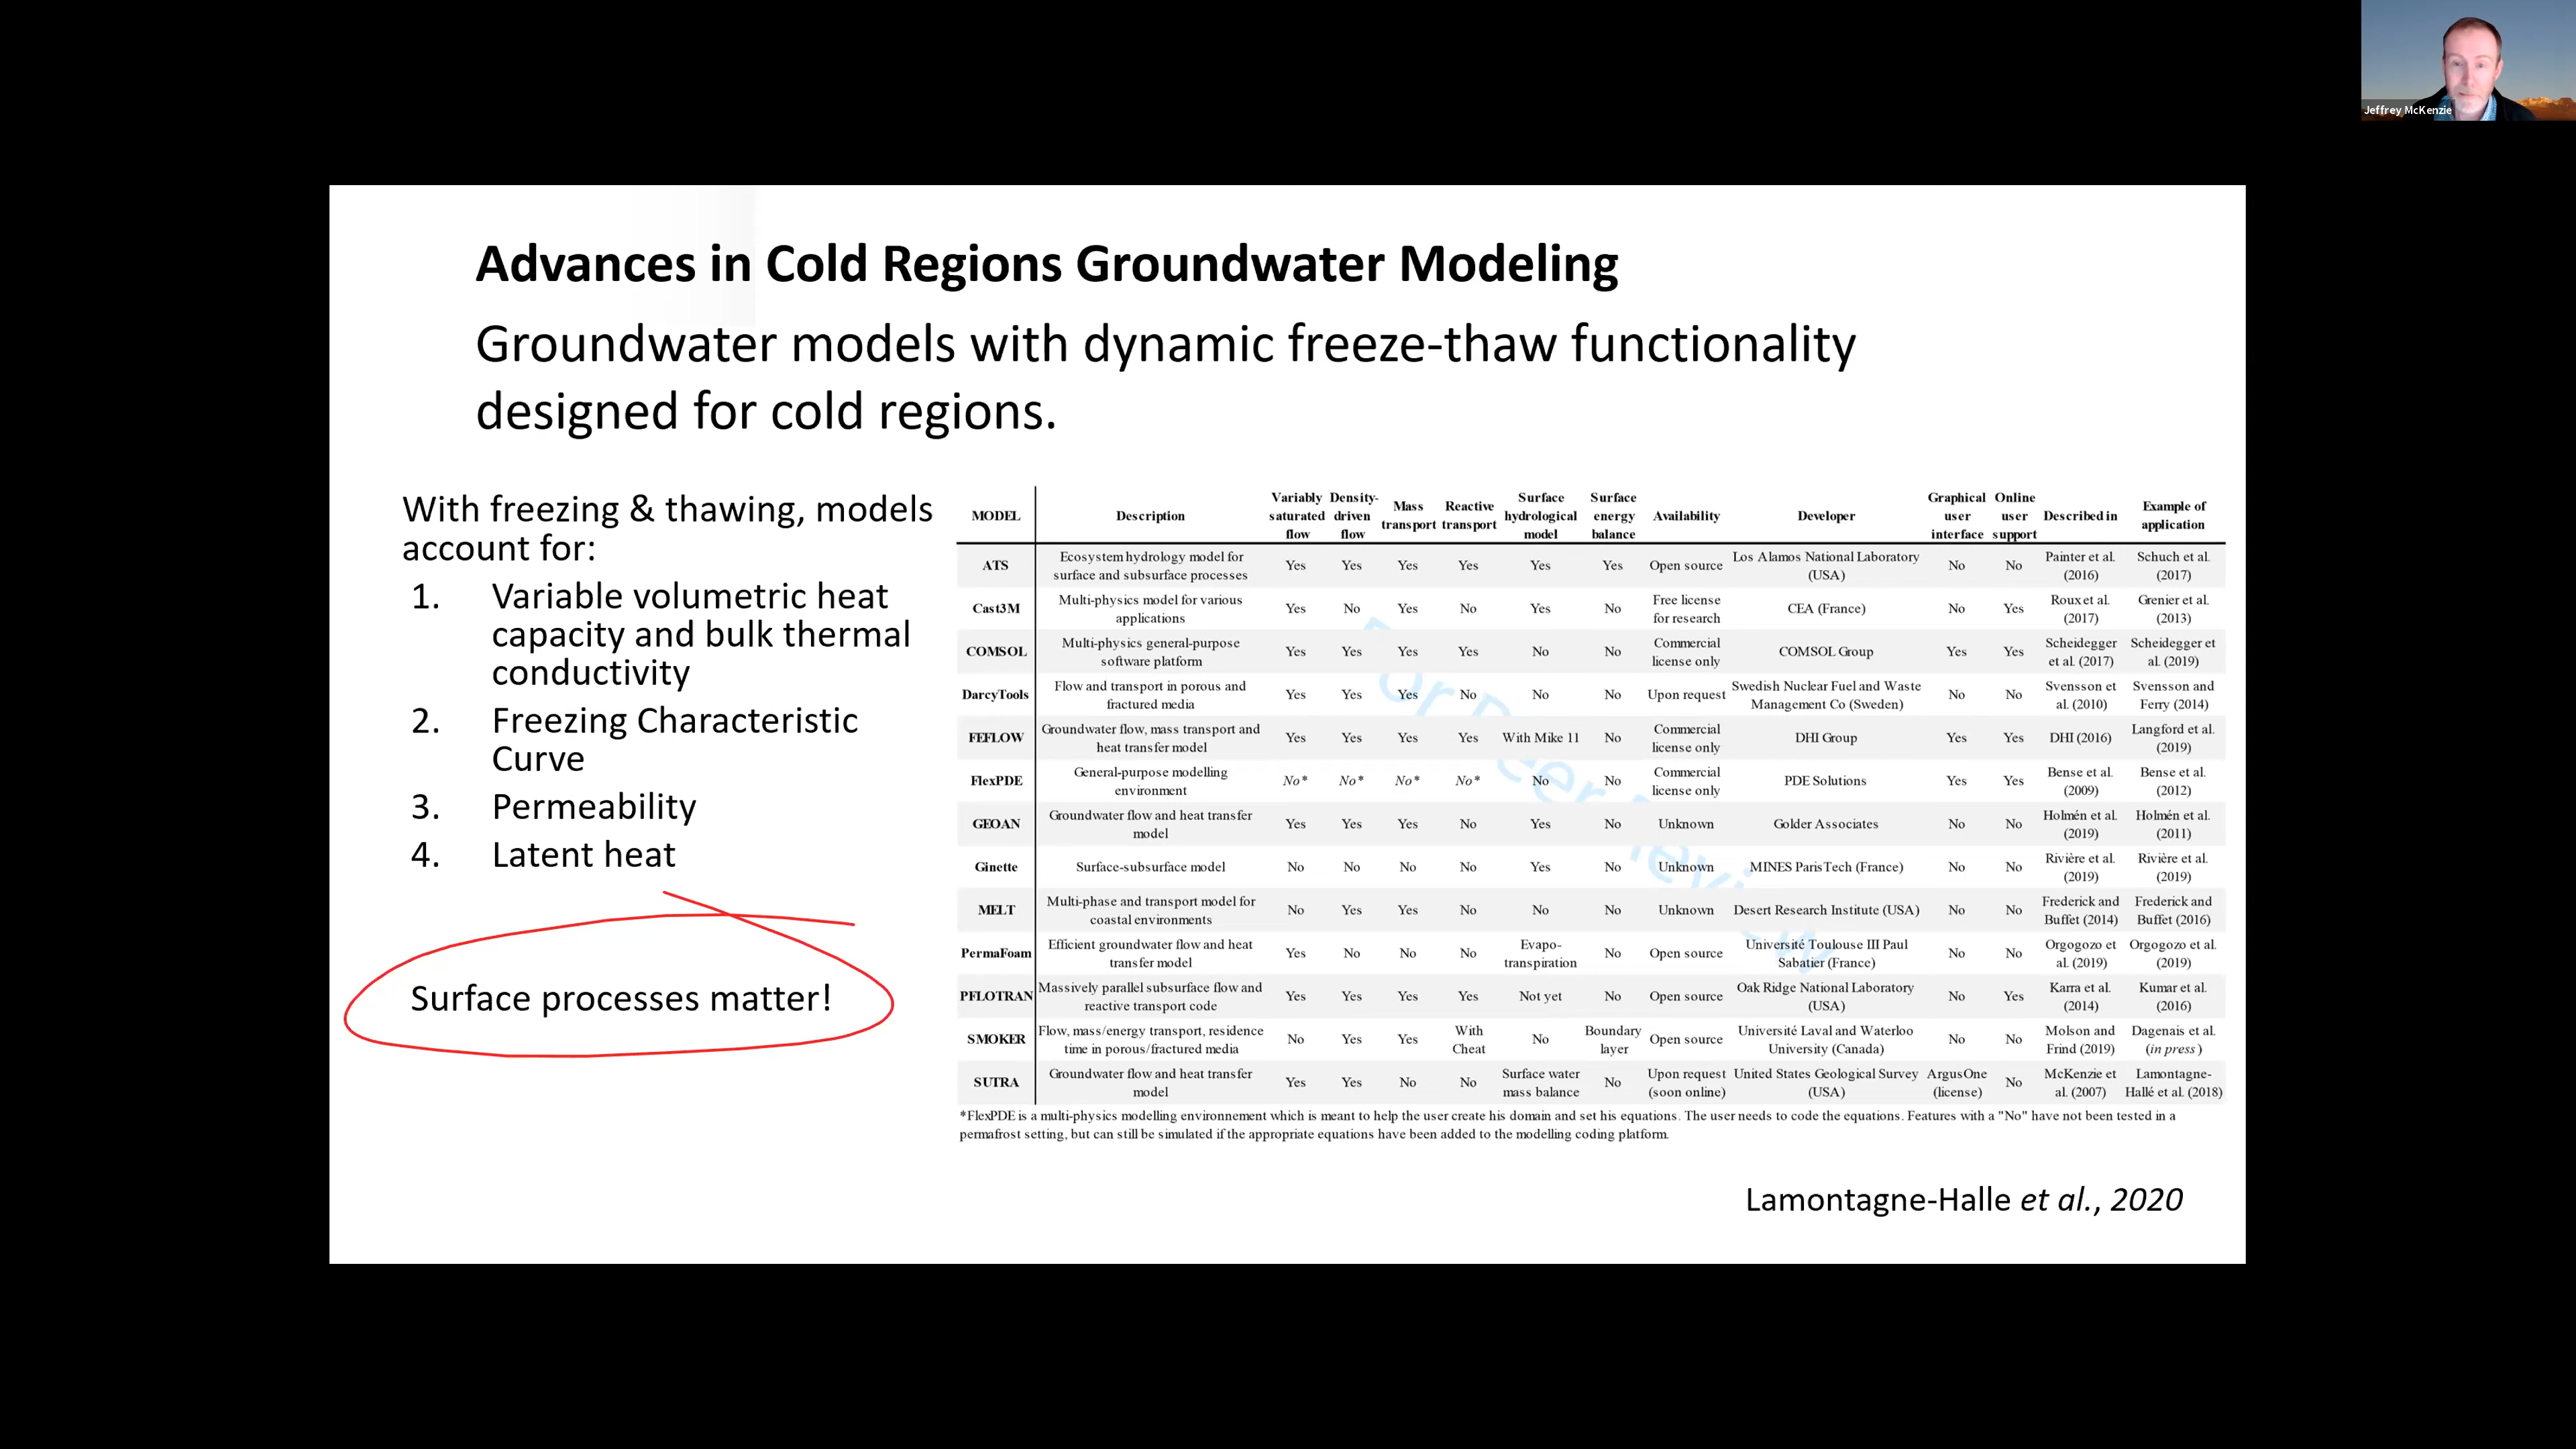 Jeffrey McKenzie
Advances in Cold Regions Groundwater Modeling
Groundwater models with dynamic freeze-thaw functionality
designed for cold regions.
With freezing & thawing, models
account for:
1. Variable volumetric heat
capacity and bulk thermal
conductivity
2. Freezing Characteristic
Curve
3. Permeability
4. Latent heat
Surface processes matter!
MODEL Description Variably saturated flow Density-driven flow Mass transport Reactive transport Surface hydrological model Surface energy balance Availability Developer Graphical user interface Online user support Described in Example of application
ATS Ecosystem hydrology model for surface and subsurface processes Yes Yes Yes Yes Yes Yes Open source Los Alamos National Laboratory (USA) No No Painter et al. (2016) Schuch et al. (2017)
Cast3M Multi-physics model for various applications Yes No Yes No Yes No Free license for research CEA (France) No Yes Roux et al. (2017) Grenier et al. (2013)
COMSOL Multi-physics general-purpose software platform Yes Yes Yes Yes No No Commercial license only COMSOL Group Yes Yes Scheidegger et al. (2017) Scheidegger et al. (2019)
DarcyTools Flow and transport in porous and fractured media Yes Yes Yes No No No Upon request Swedish Nuclear Fuel and Waste Management Co (Sweden) No No Svensson et al. (2010) Svensson and Ferry (2014)
FEFLOW Groundwater flow, mass transport and heat transfer model Yes Yes Yes Yes With Mike 11 No Commercial license only DHI Group Yes Yes DHI (2016) Langford et al. (2019)
FlexPDE General-purpose modelling environment No* No* No* No* No No Commercial license only PDE Solutions Yes Yes Bense et al. (2009) Bense et al. (2012)
GEOAN Groundwater flow and heat transfer model Yes Yes Yes No Yes No Unknown Golder Associates No No Holmén et al. (2019) Holmén et al. (2011)
Ginette Surface-subsurface model No No No No Yes No Unknown MINES ParisTech (France) No No Rivière et al. (2019) Rivière et al. (2019)
MELT Multi-phase and transport model for coastal environments No Yes Yes No No No Unknown Desert Research Institute (USA) No No Frederick and Buffet (2014) Frederick and Buffet (2016)
PermaFoam Efficient groundwater flow and heat transfer model Yes No No No Evapo-transpiration No Open source Université Toulouse III Paul Sabatier (France) No No Orgogozo et al. (2019) Orgogozo et al. (2019)
PFLOTRAN Massively parallel subsurface flow and reactive transport code Yes Yes Yes Yes Not yet No Open source Oak Ridge National Laboratory (USA) No Yes Karra et al. (2014) Kumar et al. (2016)
SMOKER Flow, mass/energy transport, residence time in porous/fractured media No Yes Yes With Cheat No Boundary layer Open source Université Laval and Waterloo University (Canada) No No Molson and Frind (2019) Dagenais et al. (in press)
SUTRA Groundwater flow and heat transfer model Yes Yes No No Surface water mass balance No Upon request (soon online) United States Geological Survey (USA) ArgusOne (license) No McKenzie et al. (2007) Lamontagne-Hallé et al. (2018)
*FlexPDE is a multi-physics modelling environnement which is meant to help the user create his domain and set his equations. The user needs to code the equations. Features with a "No" have not been tested in a
permafrost setting, but can still be simulated if the appropriate equations have been added to the modelling coding platform.
For Peer Review
Lamontagne-Halle et al., 2020